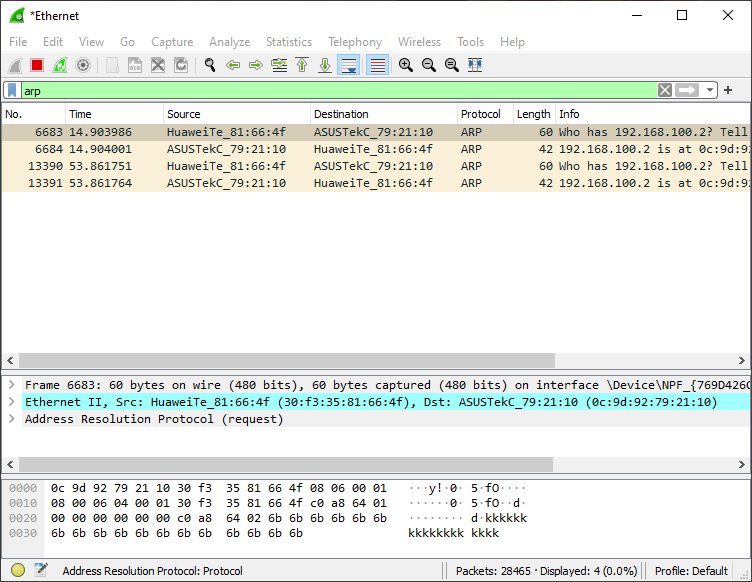 *Ethernet
File Edit View Go Capture Analyze Statistics Telephony Wireless Tools Help
arp
No. Time Source Destination Protocol Length Info
6683 14.903986 HuaweiTe_81:66:4f ASUSTekC_79:21:10 ARP 60 Who has 192.168.100.2? Tell
6684 14.904001 ASUSTekC_79:21:10 HuaweiTe_81:66:4f ARP 42 192.168.100.2 is at 0c:9d:92
13390 53.861751 HuaweiTe_81:66:4f ASUSTekC_79:21:10 ARP 60 Who has 192.168.100.2? Tell
13391 53.861764 ASUSTekC_79:21:10 HuaweiTe_81:66:4f ARP 42 192.168.100.2 is at 0c:9d:92
Frame 6683: 60 bytes on wire (480 bits), 60 bytes captured (480 bits) on interface \Device\NPF_{769D426C
Ethernet II, Src: HuaweiTe_81:66:4f (30:f3:35:81:66:4f), Dst: ASUSTekC_79:21:10 (0c:9d:92:79:21:10)
Address Resolution Protocol (request)
0000 0c 9d 92 79 21 10 30 f3 35 81 66 4f 08 06 00 01 ···y!·0· 5·fO····
0010 08 00 06 04 00 01 30 f3 35 81 66 4f c0 a8 64 01 ······0· 5·fO··d·
0020 00 00 00 00 00 00 c0 a8 64 02 6b 6b 6b 6b 6b 6b ········ d·kkkkkk
0030 6b 6b 6b 6b 6b 6b 6b 6b 6b 6b 6b 6b kkkkkkkk kkkk
Address Resolution Protocol: Protocol Packets: 28465 · Displayed: 4 (0.0%) Profile: Default